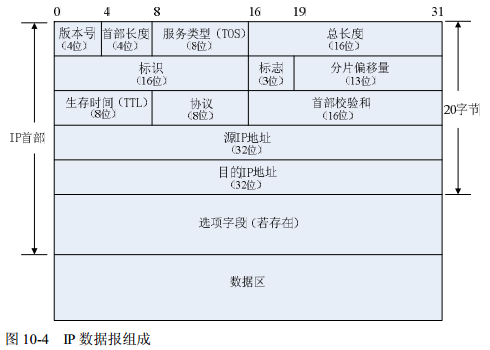 0 4 8 16 19 31
版本号 首部长度 服务类型（TOS） 总长度
（4位） （4位） （8位） （16位）
标识 标志 分片偏移量
（16位） （3位） （13位）
生存时间（TTL） 协议 首部校验和
（8位） （8位） （16位）
20字节
IP首部
源IP地址
（32位）
目的IP地址
（32位）
选项字段（若存在）
数据区
图 10-4 IP 数据报组成